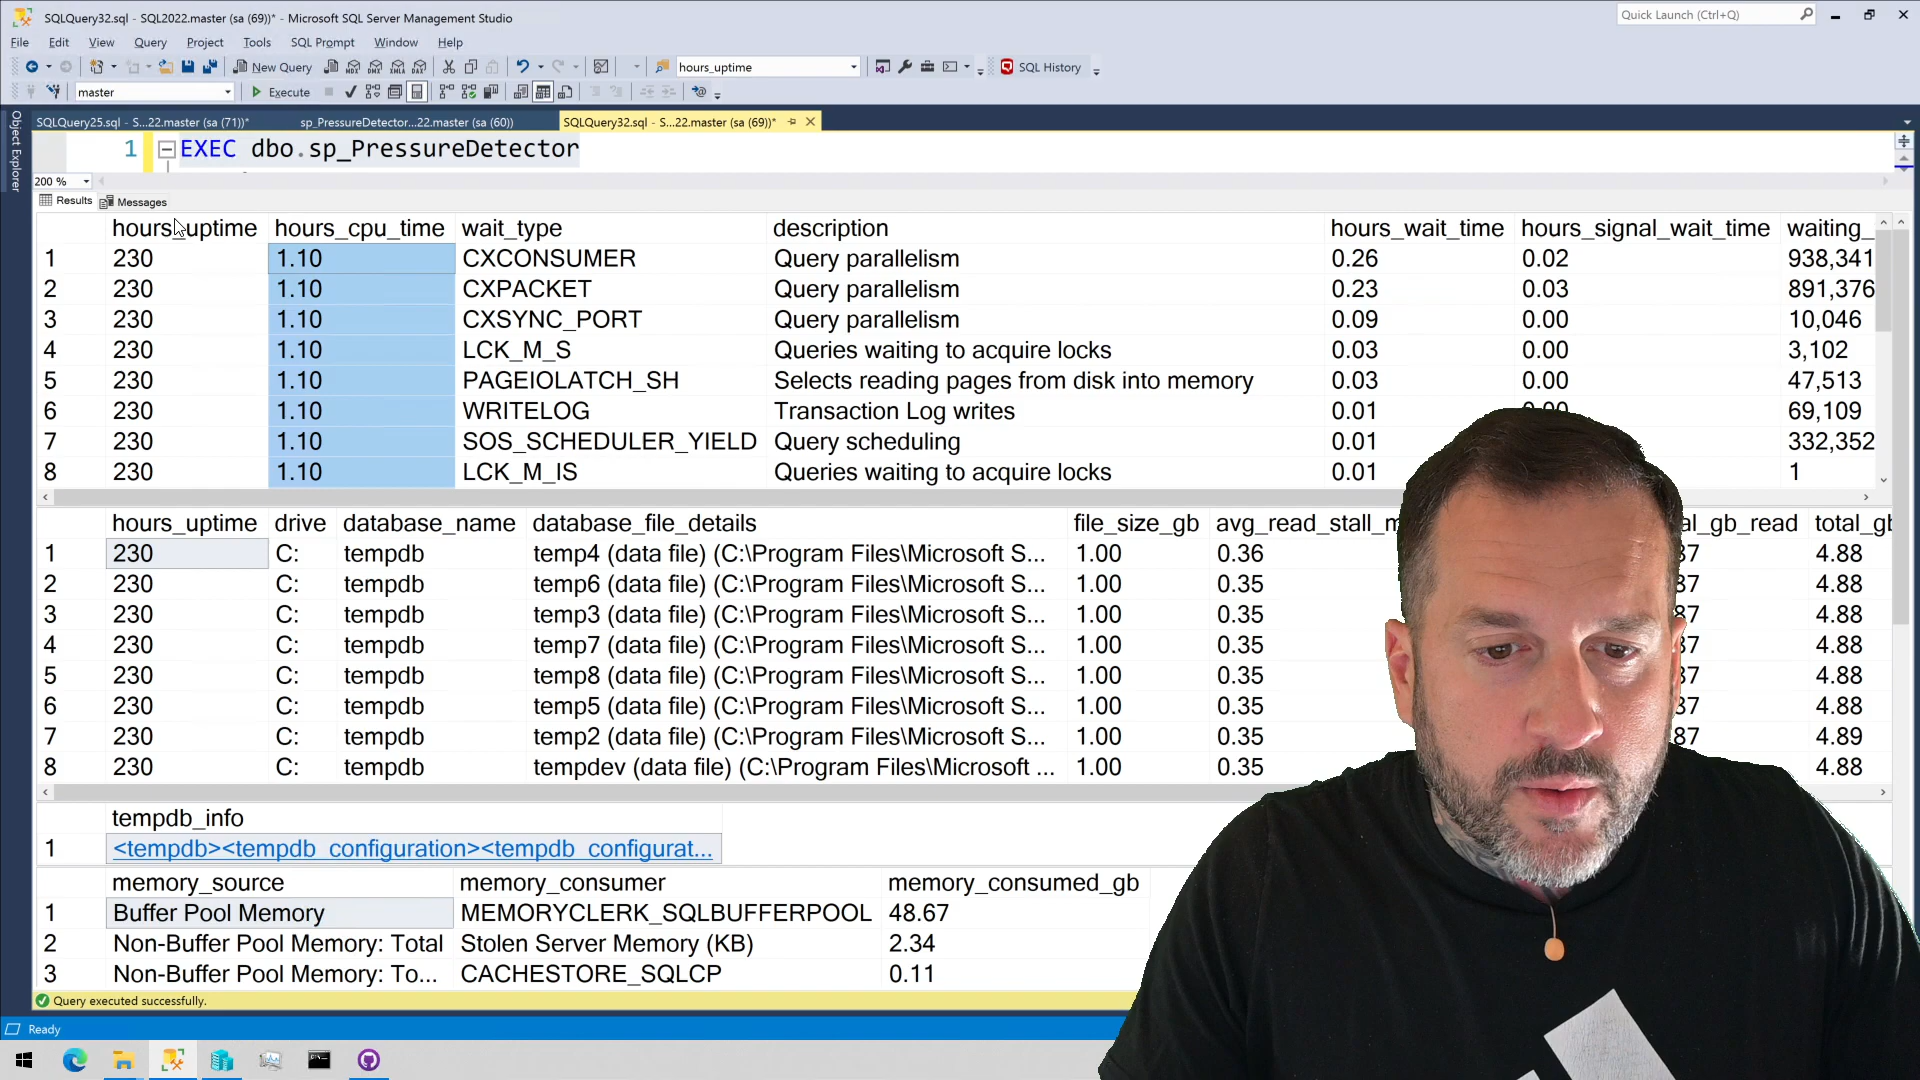 SQLQuery32.sql - SQL2022.master (sa (69))* - Microsoft SQL Server Management Studio
Quick Launch (Ctrl+Q)
File Edit View Query Project Tools SQL Prompt Window Help
New Query MDX DMX XMLA DAX hours_uptime SQL History
master Execute
SQLQuery25.sql - S...22.master (sa (71))* sp_PressureDetector...22.master (sa (60)) SQLQuery32.sql - S...22.master (sa (69))*
Object Explorer
1 EXEC dbo.sp_PressureDetector
200 %
Results Messages
hours_uptime hours_cpu_time wait_type description hours_wait_time hours_signal_wait_time waiting_
1 230 1.10 CXCONSUMER Query parallelism 0.26 0.02 938,341
2 230 1.10 CXPACKET Query parallelism 0.23 0.03 891,376
3 230 1.10 CXSYNC_PORT Query parallelism 0.09 0.00 10,046
4 230 1.10 LCK_M_S Queries waiting to acquire locks 0.03 0.00 3,102
5 230 1.10 PAGEIOLATCH_SH Selects reading pages from disk into memory 0.03 0.00 47,513
6 230 1.10 WRITELOG Transaction Log writes 0.01 0.00 69,109
7 230 1.10 SOS_SCHEDULER_YIELD Query scheduling 0.01 332,352
8 230 1.10 LCK_M_IS Queries waiting to acquire locks 0.01 1
hours_uptime drive database_name database_file_details file_size_gb avg_read_stall_m al_gb_read total_gb
1 230 C: tempdb temp4 (data file) (C:\Program Files\Microsoft S... 1.00 0.36 37 4.88
2 230 C: tempdb temp6 (data file) (C:\Program Files\Microsoft S... 1.00 0.35 87 4.88
3 230 C: tempdb temp3 (data file) (C:\Program Files\Microsoft S... 1.00 0.35 87 4.88
4 230 C: tempdb temp7 (data file) (C:\Program Files\Microsoft S... 1.00 0.35 37 4.88
5 230 C: tempdb temp8 (data file) (C:\Program Files\Microsoft S... 1.00 0.35 87 4.88
6 230 C: tempdb temp5 (data file) (C:\Program Files\Microsoft S... 1.00 0.35 87 4.88
7 230 C: tempdb temp2 (data file) (C:\Program Files\Microsoft S... 1.00 0.35 87 4.89
8 230 C: tempdb tempdev (data file) (C:\Program Files\Microsoft ... 1.00 0.35 4.88
tempdb_info
1 <tempdb><tempdb_configuration><tempdb_configurat...
memory_source memory_consumer memory_consumed_gb
1 Buffer Pool Memory MEMORYCLERK_SQLBUFFERPOOL 48.67
2 Non-Buffer Pool Memory: Total Stolen Server Memory (KB) 2.34
3 Non-Buffer Pool Memory: To... CACHESTORE_SQLCP 0.11
Query executed successfully.
Ready